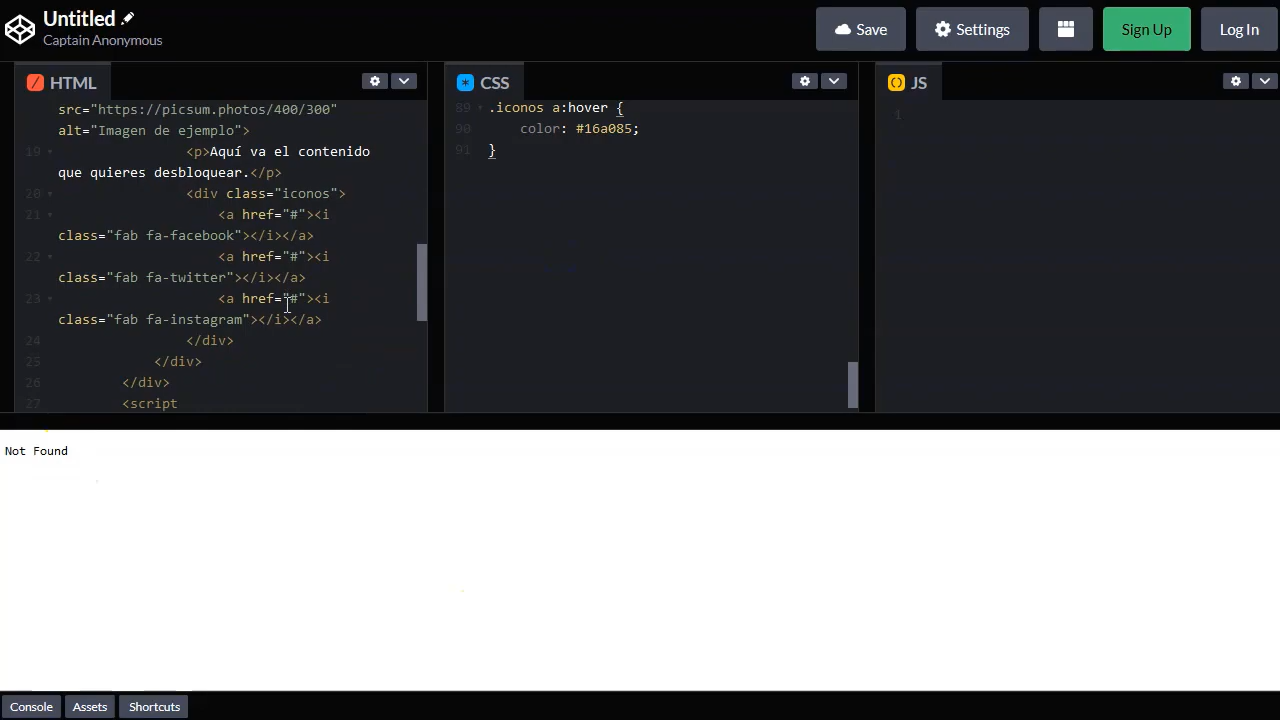 Untitled
Captain Anonymous
Save
Settings
Sign Up
Log In
HTML
src="https://picsum.photos/400/300"
alt="Imagen de ejemplo">
19 <p>Aquí va el contenido
que quieres desbloquear.</p>
20 <div class="iconos">
21 <a href="#"><i
class="fab fa-facebook"></i></a>
22 <a href="#"><i
class="fab fa-twitter"></i></a>
23 <a href="#"><i
class="fab fa-instagram"></i></a>
24 </div>
25 </div>
26 </div>
27 <script
CSS
89 .iconos a:hover {
90 color: #16a085;
91 }
JS
1
Not Found
Console
Assets
Shortcuts